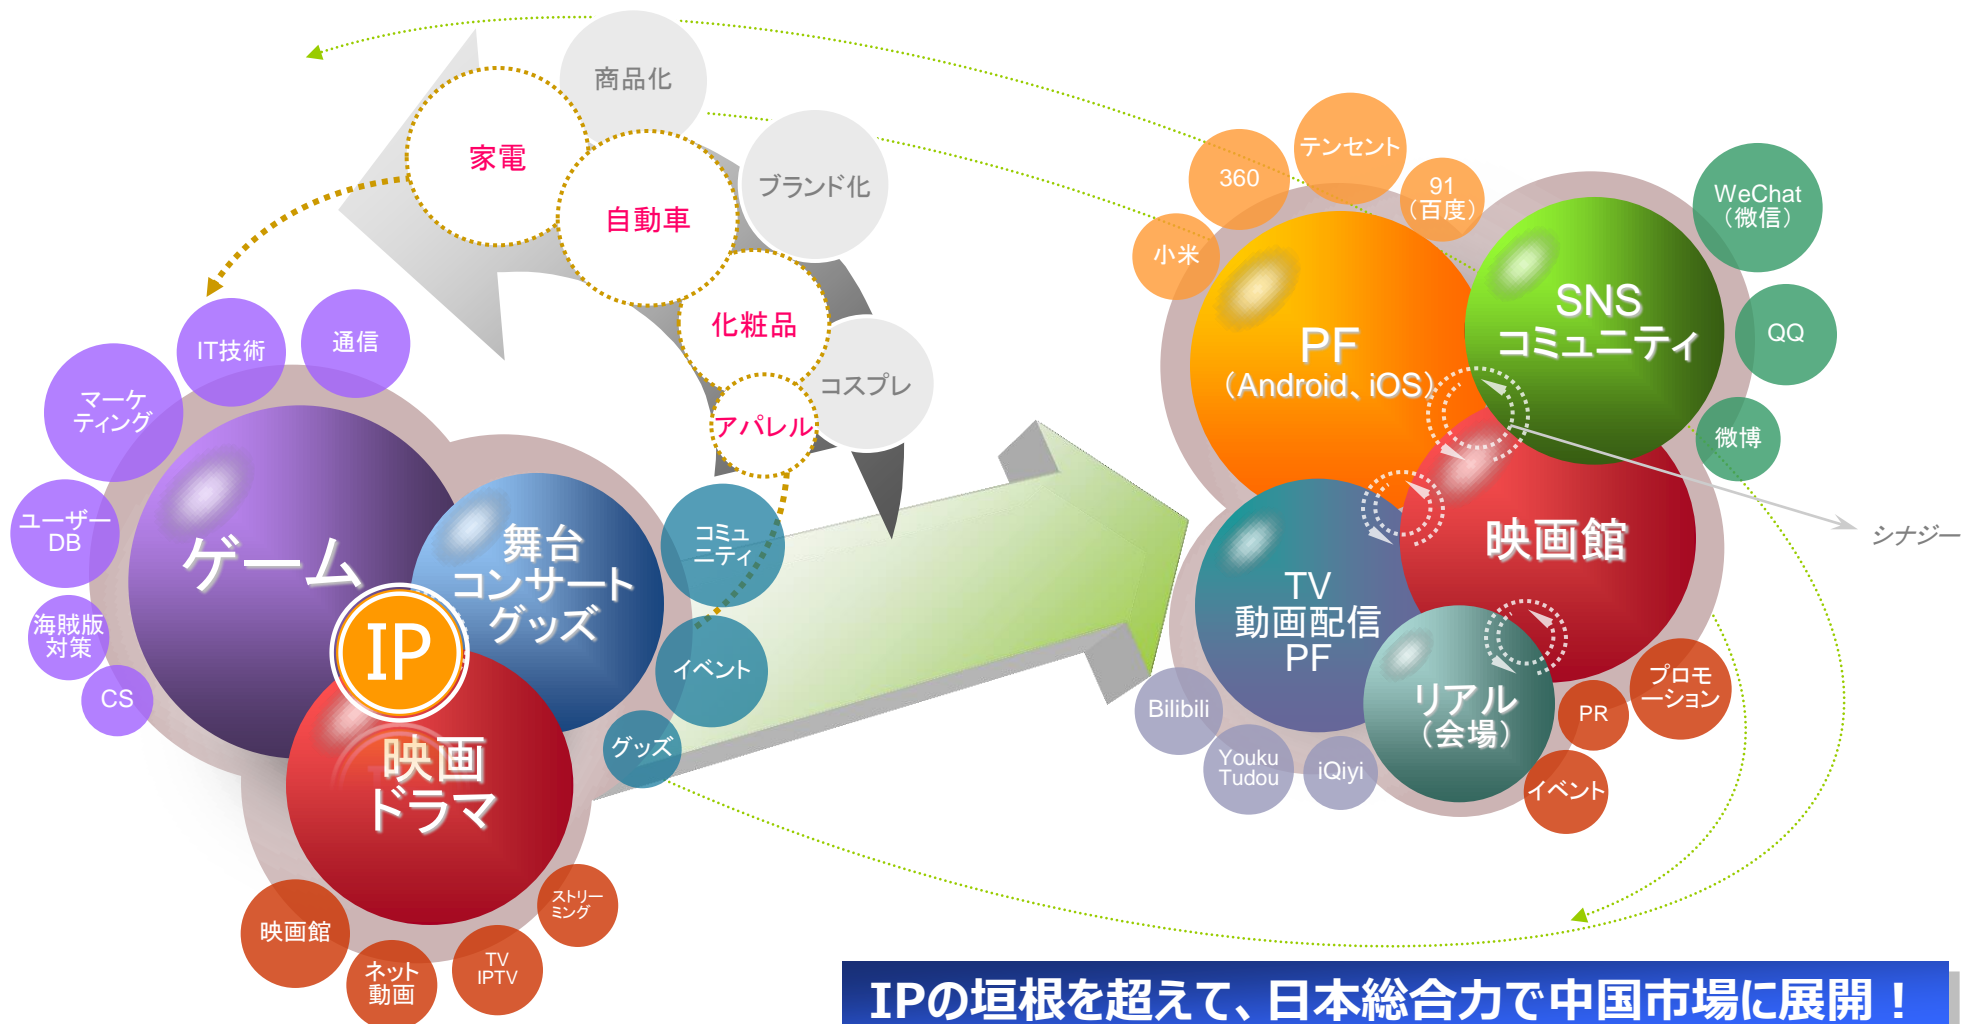 商品化
家電
ブランド化
自動車
化粧品
コスプレ
アパレル
IT技術
通信
マーケ
ティング
ユーザー
DB
海賊版
対策
CS
ゲーム
舞台
コンサート
グッズ
IP
映画
ドラマ
コミュ
ニティ
イベント
グッズ
映画館
ネット
動画
TV
IPTV
ストリー
ミング
小米
360
テンセント
91
（百度）
PF
（Android、iOS）
SNS
コミュニティ
WeChat
（微信）
QQ
微博
シナジー
映画館
TV
動画配信
PF
リアル
（会場）
Bilibili
Youku
Tudou
iQiyi
PR
プロモ
ーション
イベント
IPの垣根を超えて、日本総合力で中国市場に展開！